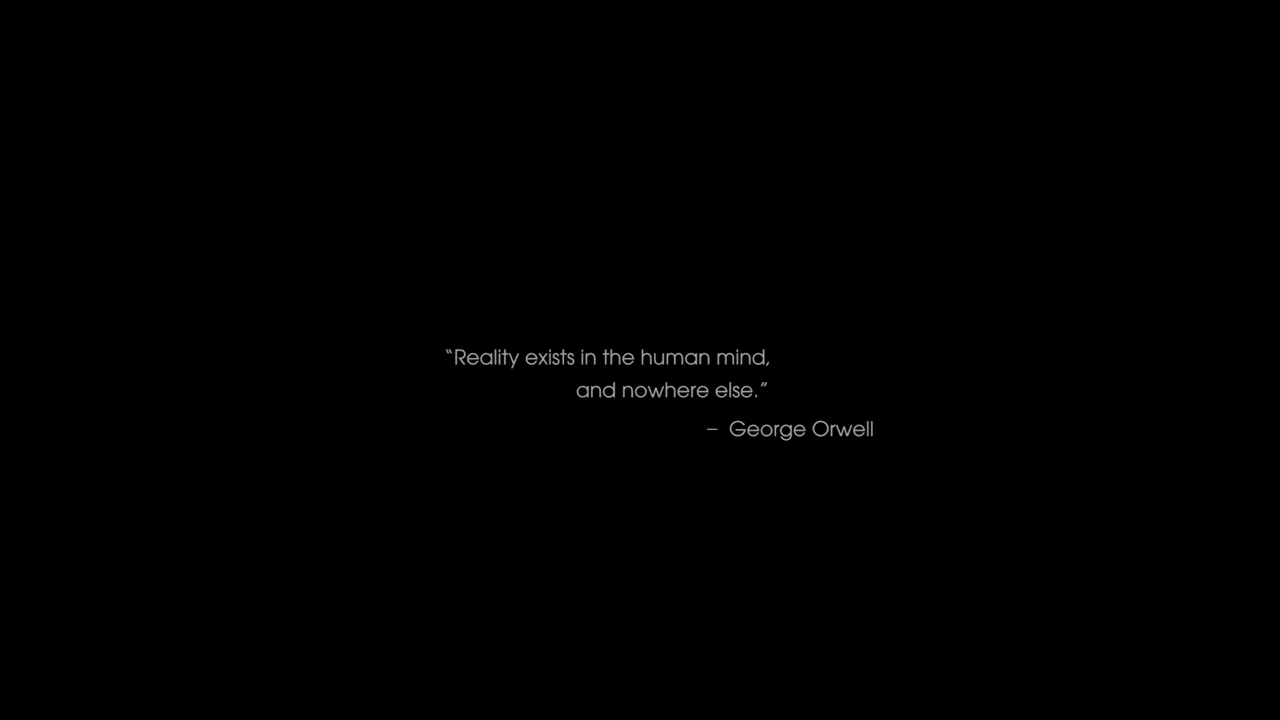 “Reality exists in the human mind,
and nowhere else.”
– George Orwell